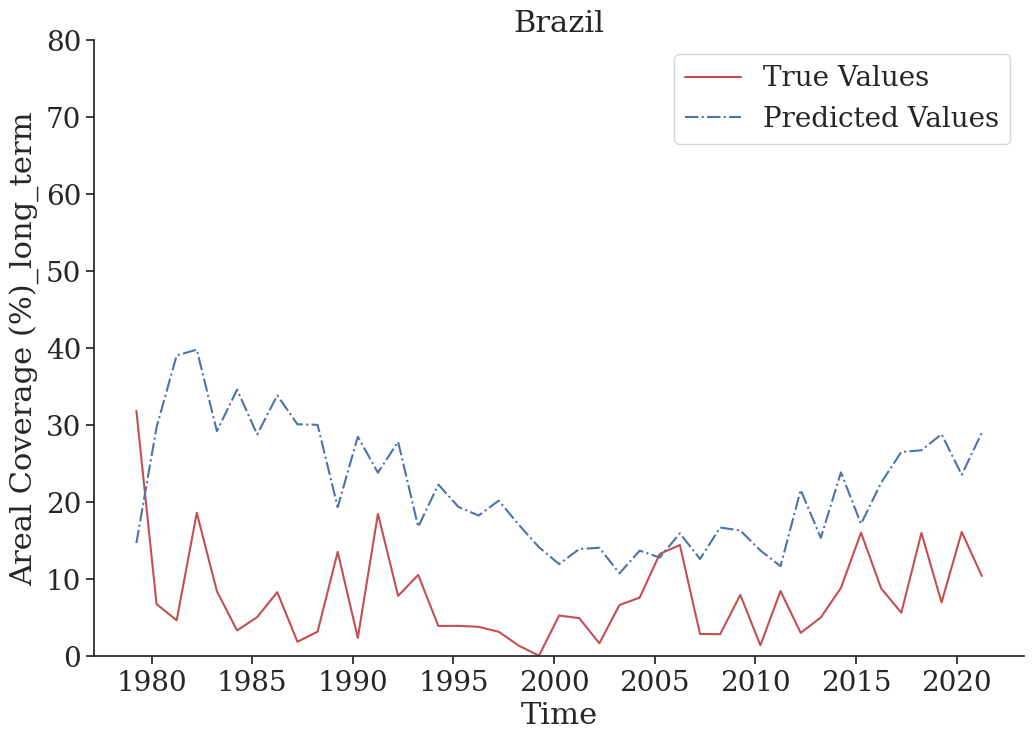 Brazil
True Values
Predicted Values
Areal Coverage (%)_long_term
80
70
60
50
40
30
20
10
0
1980 1985 1990 1995 2000 2005 2010 2015 2020
Time